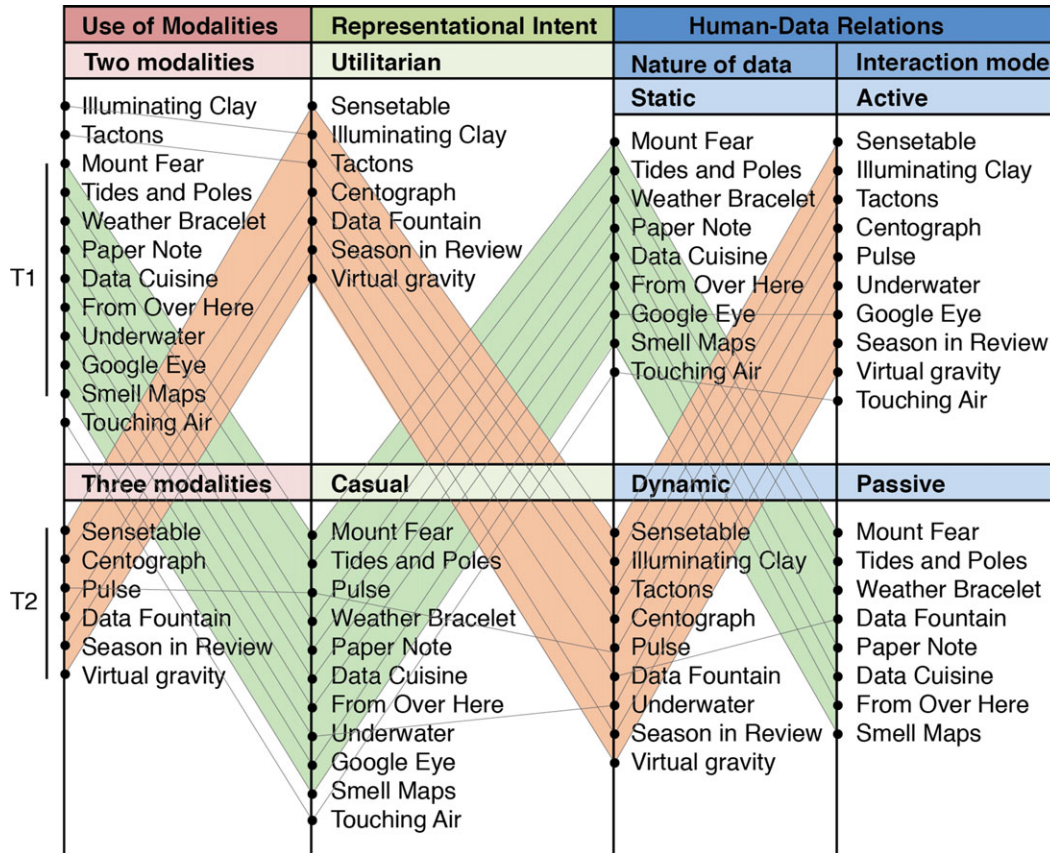 Use of Modalities
Representational Intent
Human-Data Relations
Two modalities
Utilitarian
Nature of data
Interaction mode
Static
Active
Illuminating Clay
Tactons
Mount Fear
Tides and Poles
Weather Bracelet
Paper Note
Data Cuisine
From Over Here
Underwater
Google Eye
Smell Maps
Touching Air
T1
Sensetable
Illuminating Clay
Tactons
Centograph
Data Fountain
Season in Review
Virtual gravity
Mount Fear
Tides and Poles
Weather Bracelet
Paper Note
Data Cuisine
From Over Here
Google Eye
Smell Maps
Touching Air
Sensetable
Illuminating Clay
Tactons
Centograph
Pulse
Underwater
Google Eye
Season in Review
Virtual gravity
Touching Air
Three modalities
Casual
Dynamic
Passive
Sensetable
Centograph
Pulse
Data Fountain
Season in Review
Virtual gravity
T2
Mount Fear
Tides and Poles
Pulse
Weather Bracelet
Paper Note
Data Cuisine
From Over Here
Underwater
Google Eye
Smell Maps
Touching Air
Sensetable
Illuminating Clay
Tactons
Centograph
Pulse
Data Fountain
Underwater
Season in Review
Virtual gravity
Mount Fear
Tides and Poles
Weather Bracelet
Data Fountain
Paper Note
Data Cuisine
From Over Here
Smell Maps